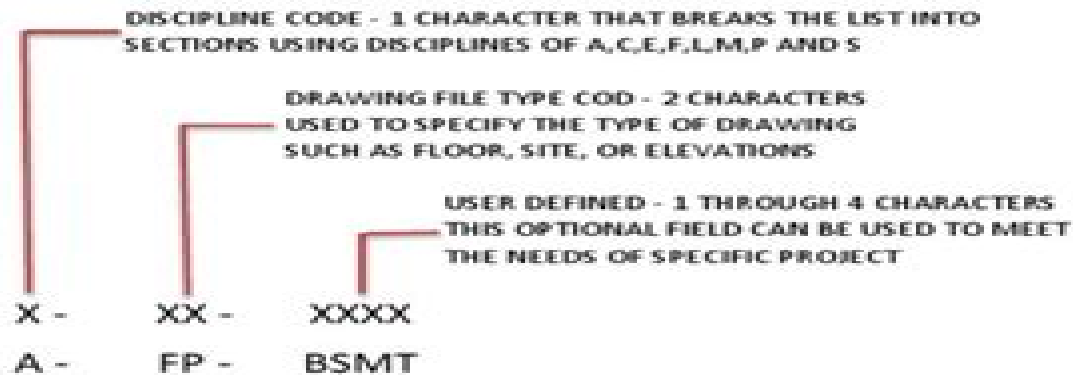 DISCIPLINE CODE - 1 CHARACTER THAT BREAKS THE LIST INTO
SECTIONS USING DISCIPLINES OF A,C,E,F,L,M,P AND S
DRAWING FILE TYPE COD - 2 CHARACTERS
USED TO SPECIFY THE TYPE OF DRAWING
SUCH AS FLOOR, SITE, OR ELEVATIONS
USER DEFINED - 1 THROUGH 4 CHARACTERS
THIS OPTIONAL FIELD CAN BE USED TO MEET
THE NEEDS OF SPECIFIC PROJECT
X - XX - XXXX
A - FP - BSMT